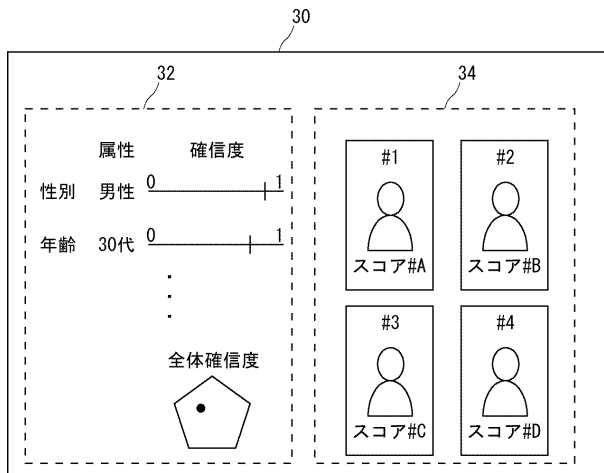 30
32
34
属性 確信度
性別 男性 0 1
年齢 30代 0 1
全体確信度
#1 #2
スコア#A スコア#B
#3 #4
スコア#C スコア#D